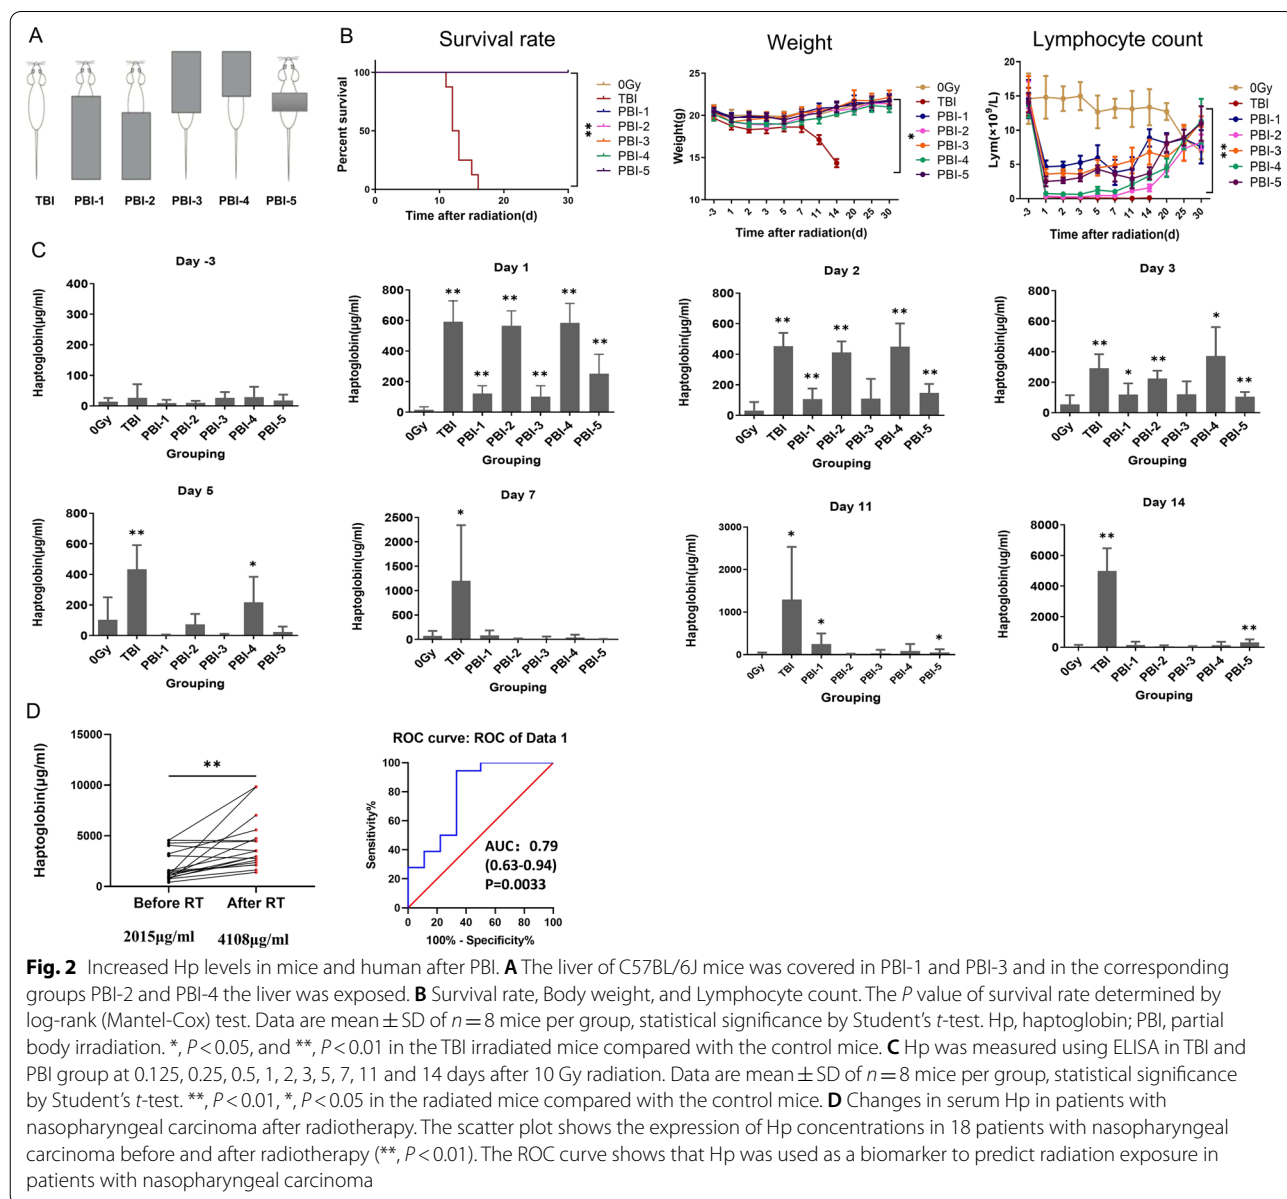 A
TBI PBI-1 PBI-2 PBI-3 PBI-4 PBI-5
B
Survival rate
Percent survival
100
50
0
0 10 20 30
Time after radiation(d)
**
0Gy
TBI
PBI-1
PBI-2
PBI-3
PBI-4
PBI-5
Weight
Weight(g)
25
20
15
10
-3 1 2 3 5 7 11 14 20 25 30
Time after radiation(d)
*
0Gy
TBI
PBI-1
PBI-2
PBI-3
PBI-4
PBI-5
Lymphocyte count
Lym(×10⁹/L)
20
15
10
5
0
-3 1 2 3 5 7 11 14 20 25 30
Time after radiation(d)
**
0Gy
TBI
PBI-1
PBI-2
PBI-3
PBI-4
PBI-5
C
Day -3
Haptoglobin(μg/ml)
400
300
200
100
0
0Gy TBI PBI-1 PBI-2 PBI-3 PBI-4 PBI-5
Grouping
Day 1
Haptoglobin(μg/ml)
800
600
400
200
0
** ** ** ** ** **
0Gy TBI PBI-1 PBI-2 PBI-3 PBI-4 PBI-5
Grouping
Day 2
Haptoglobin(μg/ml)
800
600
400
200
0
** ** ** ** **
0Gy TBI PBI-1 PBI-2 PBI-3 PBI-4 PBI-5
Grouping
Day 3
Haptoglobin(μg/ml)
800
600
400
200
0
** * ** * **
0Gy TBI PBI-1 PBI-2 PBI-3 PBI-4 PBI-5
Grouping
Day 5
Haptoglobin(μg/ml)
800
600
400
200
0
** *
0Gy TBI PBI-1 PBI-2 PBI-3 PBI-4 PBI-5
Grouping
Day 7
Haptoglobin(μg/ml)
2500
2000
1500
1000
500
0
*
0Gy TBI PBI-1 PBI-2 PBI-3 PBI-4 PBI-5
Grouping
Day 11
Haptoglobin(ug/ml)
3000
2000
1000
0
* * *
0Gy TBI PBI-1 PBI-2 PBI-3 PBI-4 PBI-5
Grouping
Day 14
Haptoglobin(ug/ml)
8000
6000
4000
2000
0
** **
0Gy TBI PBI-1 PBI-2 PBI-3 PBI-4 PBI-5
Grouping
D
Haptoglobin(μg/ml)
15000
10000
5000
0
**
Before RT After RT
2015μg/ml 4108μg/ml
ROC curve: ROC of Data 1
Sensitivity%
100
80
60
40
20
0
AUC: 0.79
(0.63-0.94)
P=0.0033
0 20 40 60 80 100
100% - Specificity%
Fig. 2 Increased Hp levels in mice and human after PBI. A The liver of C57BL/6J mice was covered in PBI-1 and PBI-3 and in the corresponding
groups PBI-2 and PBI-4 the liver was exposed. B Survival rate, Body weight, and Lymphocyte count. The P value of survival rate determined by
log-rank (Mantel-Cox) test. Data are mean ± SD of n = 8 mice per group, statistical significance by Student's t-test. Hp, haptoglobin; PBI, partial
body irradiation. *, P < 0.05, and **, P < 0.01 in the TBI irradiated mice compared with the control mice. C Hp was measured using ELISA in TBI and
PBI group at 0.125, 0.25, 0.5, 1, 2, 3, 5, 7, 11 and 14 days after 10 Gy radiation. Data are mean ± SD of n = 8 mice per group, statistical significance
by Student's t-test. **, P < 0.01, *, P < 0.05 in the radiated mice compared with the control mice. D Changes in serum Hp in patients with
nasopharyngeal carcinoma after radiotherapy. The scatter plot shows the expression of Hp concentrations in 18 patients with nasopharyngeal
carcinoma before and after radiotherapy (**, P < 0.01). The ROC curve shows that Hp was used as a biomarker to predict radiation exposure in
patients with nasopharyngeal carcinoma